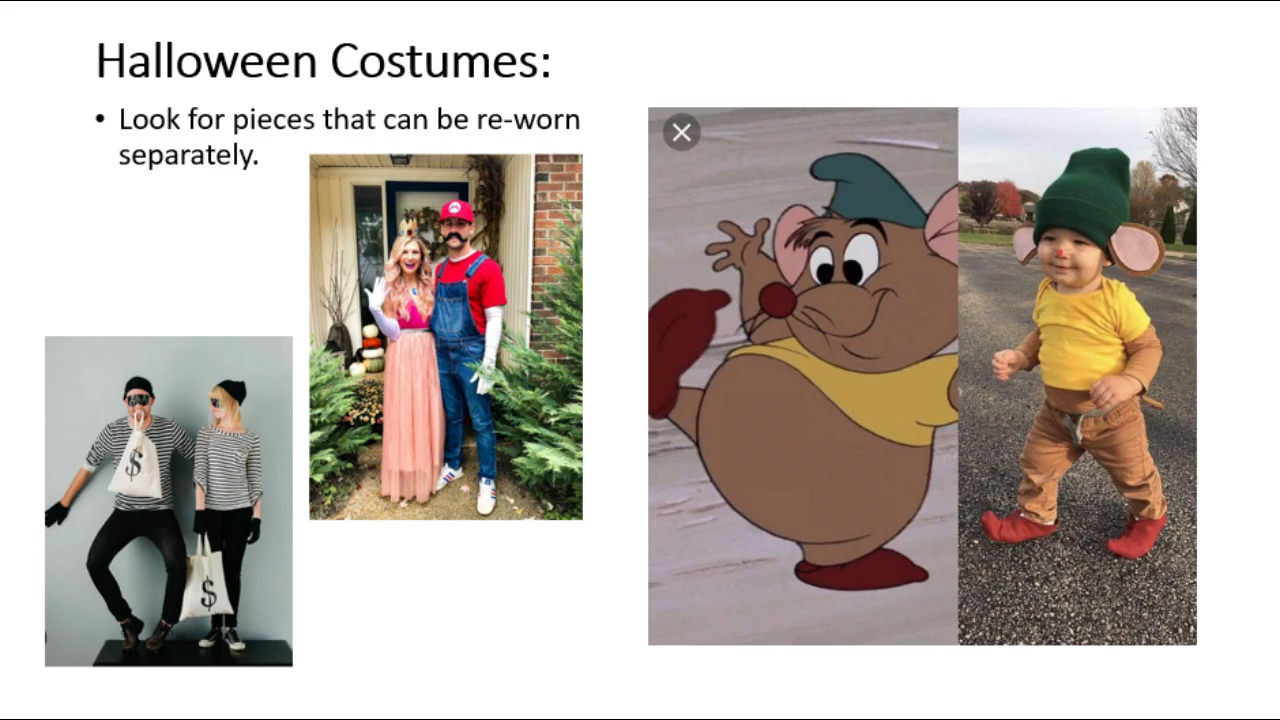 Halloween Costumes:
• Look for pieces that can be re-worn
separately.
$
$